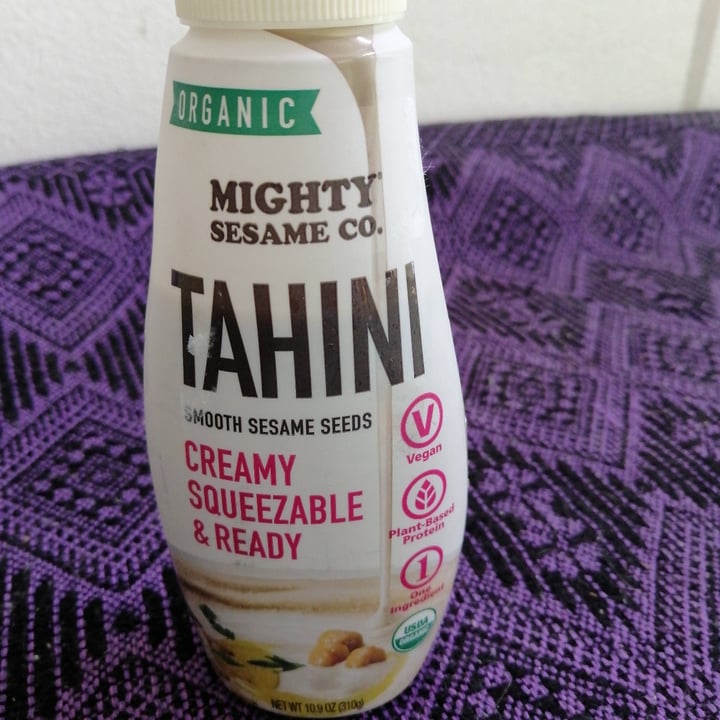 ORGANIC
MIGHTY
SESAME CO.
TAHINI
SMOOTH SESAME SEEDS
CREAMY
SQUEEZABLE
& READY
V
Vegan
Plant-Based
Protein
1
One
Ingredient
USDA
ORGANIC
NET WT 10.9 OZ (310g)